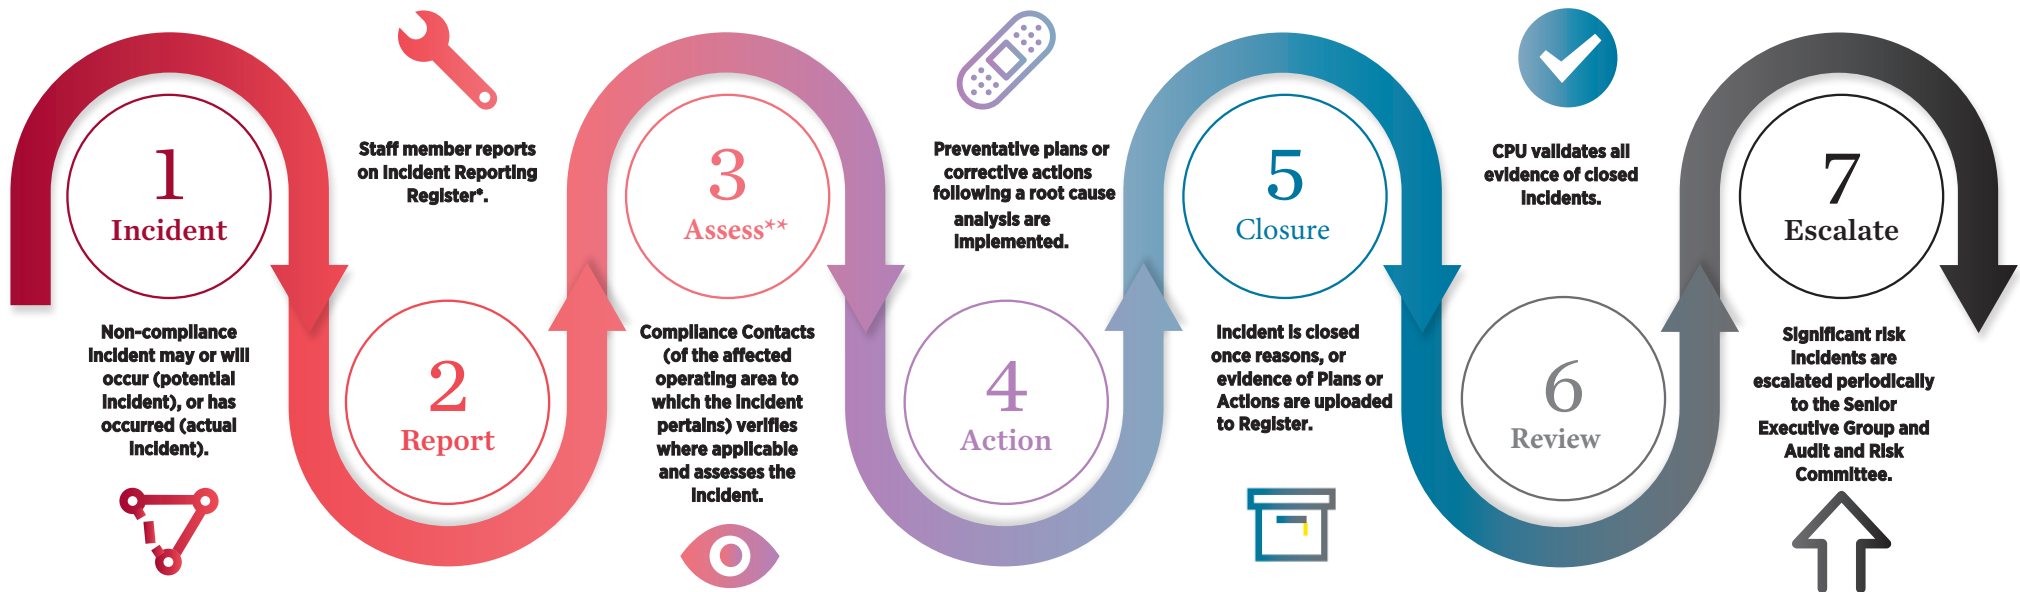 1
Incident
Non-compliance
incident may or will
occur (potential
incident), or has
occurred (actual
incident).
Staff member reports
on Incident Reporting
Register*.
2
Report
3
Assess**
Compliance Contacts
(of the affected
operating area to
which the incident
pertains) verifies
where applicable
and assesses the
incident.
Preventative plans or
corrective actions
following a root cause
analysis are
implemented.
4
Action
5
Closure
Incident is closed
once reasons, or
evidence of Plans or
Actions are uploaded
to Register.
CPU validates all
evidence of closed
incidents.
6
Review
7
Escalate
Significant risk
incidents are
escalated periodically
to the Senior
Executive Group and
Audit and Risk
Committee.